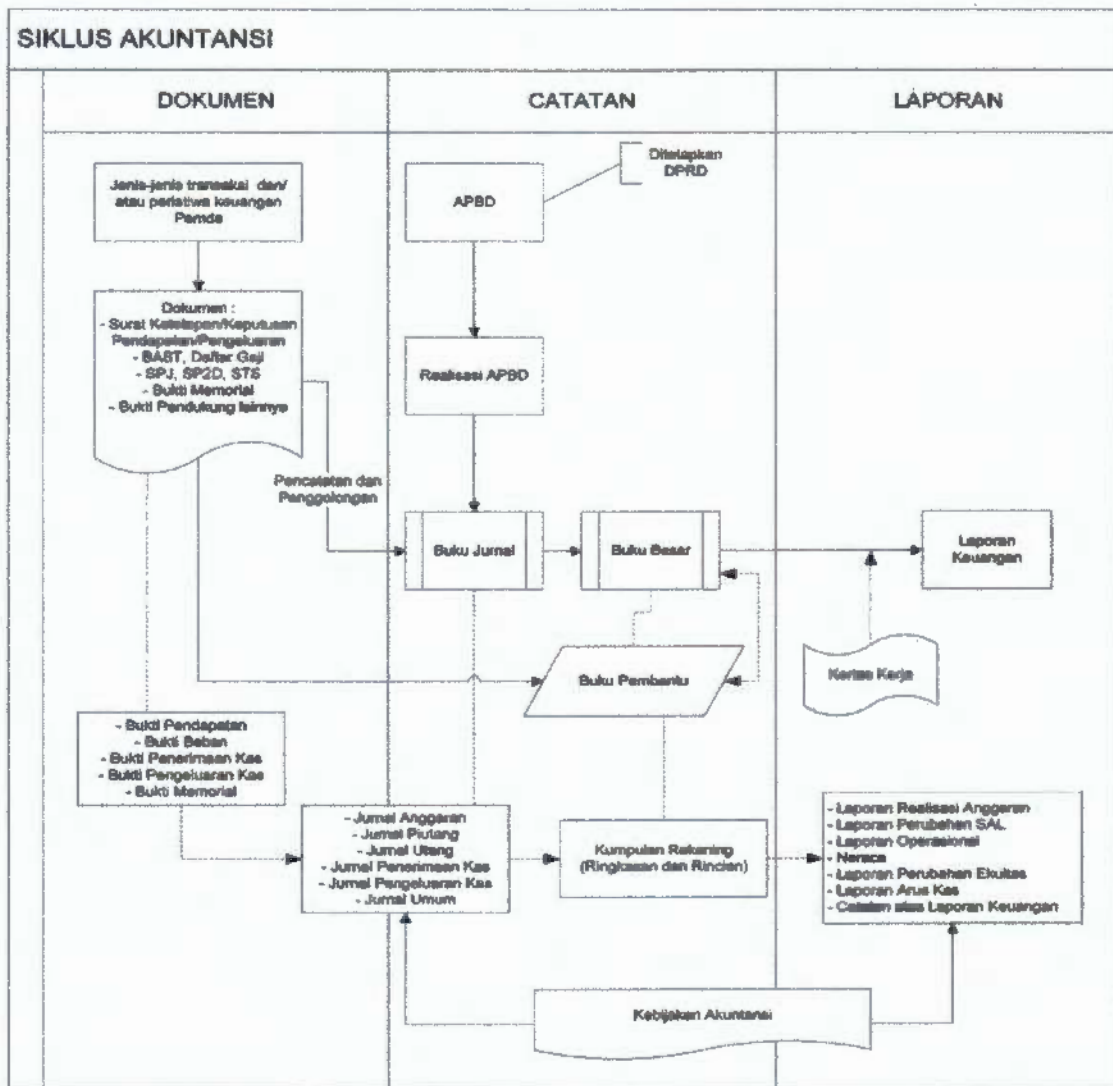 SIKLUS AKUNTANSI
DOKUMEN
CATATAN
LAPORAN
Jenis-jenis transaksi dan/
atau peristiwa keuangan
Pemda
APBD
Ditetapkan
DPRD
Dokumen :
- Surat Ketetapan/Keputusan
Pendapatan/Pengeluaran
- BAST, Daftar Gaji
- SPJ, SP2D, STS
- Bukti Memorial
- Bukti Pendukung lainnya
Realisasi APBD
Pencatatan dan
Penggolongan
Buku Jurnal
Buku Besar
Laporan
Keuangan
Buku Pembantu
Kertas Kerja
- Bukti Pendapatan
- Bukti Beban
- Bukti Penerimaan Kas
- Bukti Pengeluaran Kas
- Bukti Memorial
- Jurnal Anggaran
- Jurnal Piutang
- Jurnal Utang
- Jurnal Penerimaan Kas
- Jurnal Pengeluaran Kas
- Jurnal Umum
Kumpulan Rekening
(Ringkasan dan Rincian)
- Laporan Realisasi Anggaran
- Laporan Perubahan SAL
- Laporan Operasional
- Neraca
- Laporan Perubahan Ekuitas
- Laporan Arus Kas
- Catatan atas Laporan Keuangan
Kebijakan Akuntansi